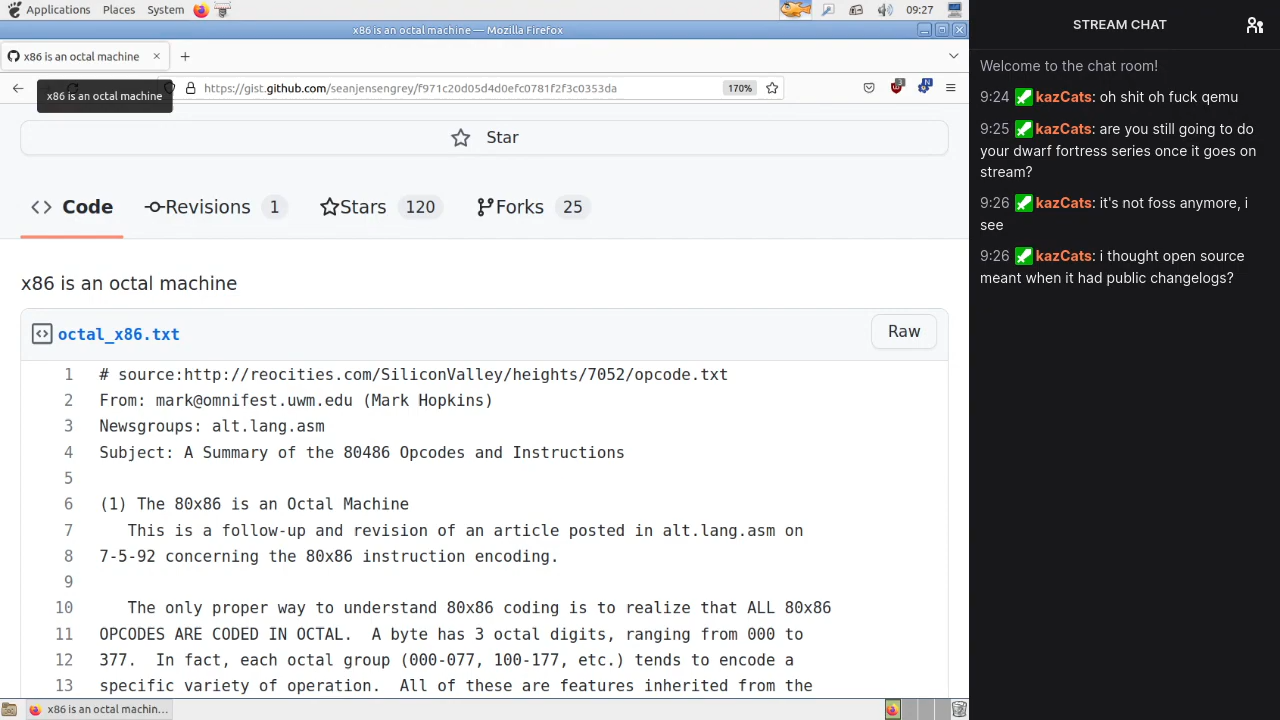 Applications Places System
09:27
x86 is an octal machine — Mozilla Firefox
x86 is an octal machine
https://gist.github.com/seanjensengrey/f971c20d05d4d0efc0781f2f3c0353da
170%
3
N
x86 is an octal machine
Star
Code
Revisions 1
Stars 120
Forks 25
x86 is an octal machine
octal_x86.txt
Raw
1 # source:http://reocities.com/SiliconValley/heights/7052/opcode.txt
2 From: mark@omnifest.uwm.edu (Mark Hopkins)
3 Newsgroups: alt.lang.asm
4 Subject: A Summary of the 80486 Opcodes and Instructions
5
6 (1) The 80x86 is an Octal Machine
7 This is a follow-up and revision of an article posted in alt.lang.asm on
8 7-5-92 concerning the 80x86 instruction encoding.
9
10 The only proper way to understand 80x86 coding is to realize that ALL 80x86
11 OPCODES ARE CODED IN OCTAL. A byte has 3 octal digits, ranging from 000 to
12 377. In fact, each octal group (000-077, 100-177, etc.) tends to encode a
13 specific variety of operation. All of these are features inherited from the
x86 is an octal machin...
STREAM CHAT
Welcome to the chat room!
9:24 kazCats: oh shit oh fuck qemu
9:25 kazCats: are you still going to do
your dwarf fortress series once it goes on
stream?
9:26 kazCats: it's not foss anymore, i
see
9:26 kazCats: i thought open source
meant when it had public changelogs?